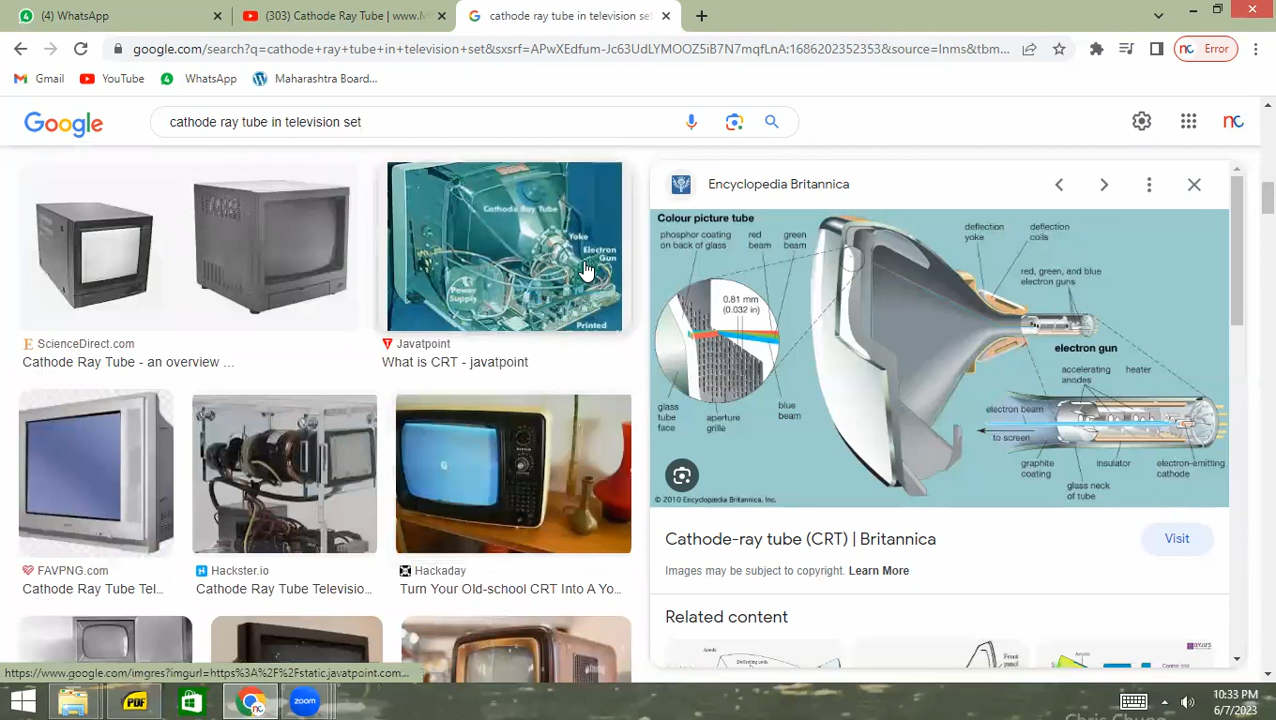 (4) WhatsApp
(303) Cathode Ray Tube | www.M
cathode ray tube in television set
google.com/search?q=cathode+ray+tube+in+television+set&sxsrf=APwXEdfum-Jc63UdLYMOOZ5iB7N7mqfLnA:1686202352353&source=lnms&tbm...
nc Error
Gmail
YouTube
WhatsApp
Maharashtra Board...
Google
cathode ray tube in television set
nc
Cathode Ray Tube
Yoke
Electron
Gun
Power
Supply
Printed
ScienceDirect.com
Cathode Ray Tube - an overview ...
Javatpoint
What is CRT - javatpoint
FAVPNG.com
Cathode Ray Tube Tel...
Hackster.io
Cathode Ray Tube Televisio...
Hackaday
Turn Your Old-school CRT Into A Yo...
Encyclopedia Britannica
Colour picture tube
phosphor coating
on back of glass
red
beam
green
beam
deflection
yoke
deflection
coils
red, green, and blue
electron guns
0.81 mm
(0.032 in)
electron gun
accelerating
anodes
heater
glass
tube
face
aperture
grille
blue
beam
electron beam
to screen
graphite
coating
insulator
electron-emitting
cathode
glass neck
of tube
© 2010 Encyclopædia Britannica, Inc.
Cathode-ray tube (CRT) | Britannica
Visit
Images may be subject to copyright. Learn More
Related content
https://www.google.com/imgres?imgurl=https%3A%2F%2Fstatic.javatpoint.com...
PDF
zoom
10:33 PM
6/7/2023